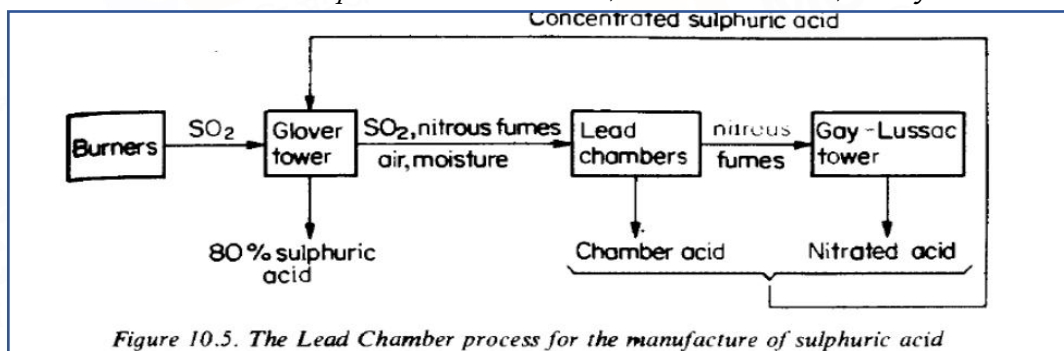 Concentrated sulphuric acid
Burners
SO₂
Glover
tower
SO₂, nitrous fumes
air, moisture
Lead
chambers
nitrous
fumes
Gay-Lussac
tower
80% sulphuric
acid
Chamber acid
Nitrated acid
Figure 10.5. The Lead Chamber process for the manufacture of sulphuric acid